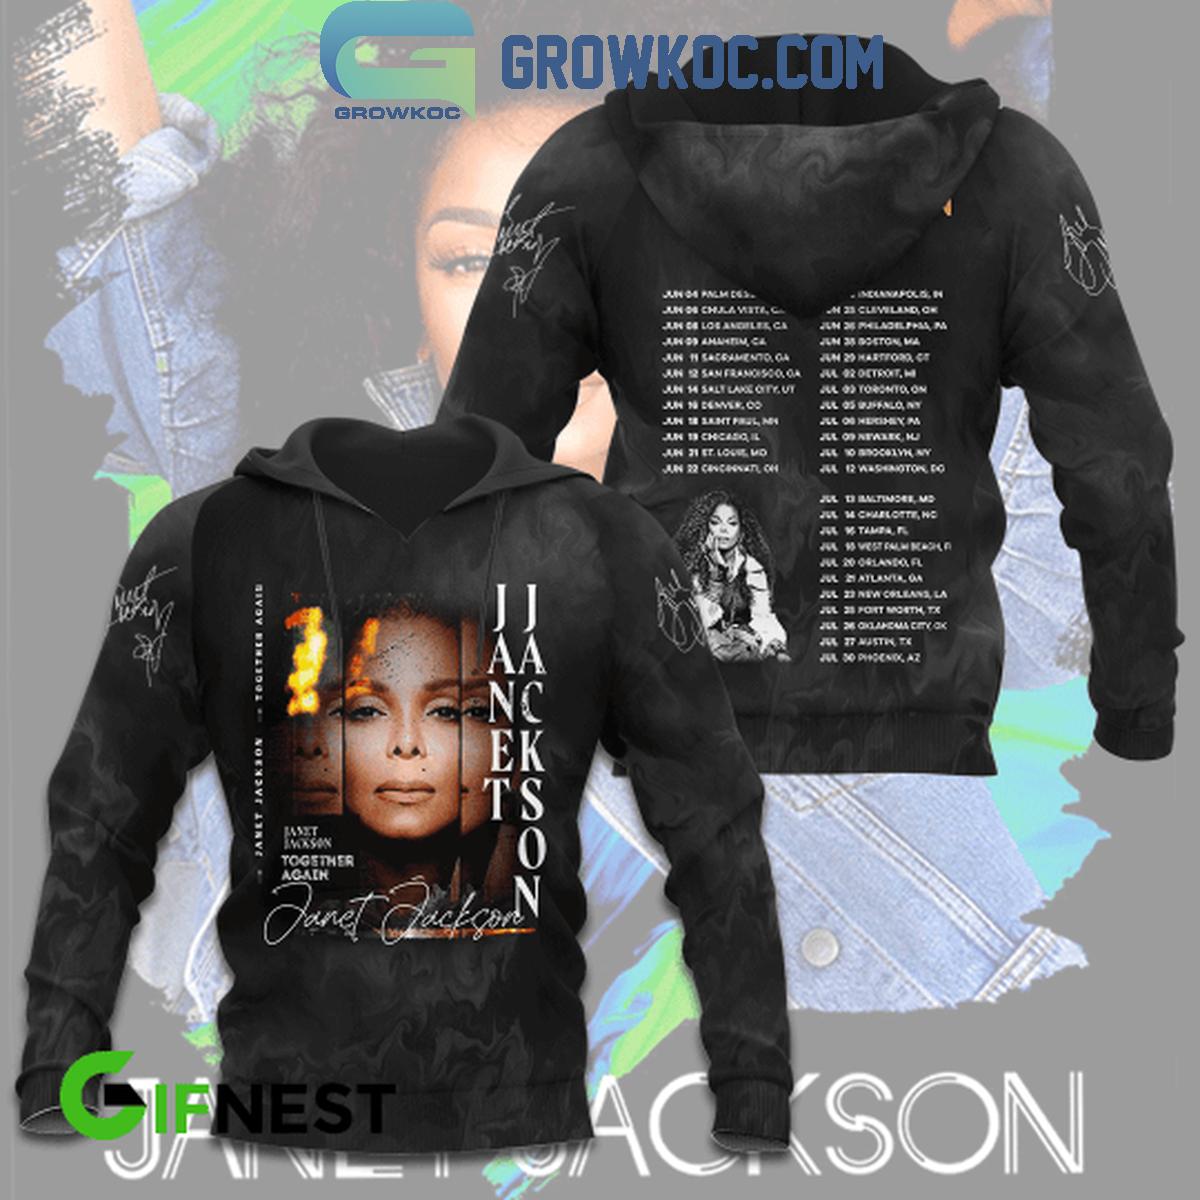 GROWKOC
GROWKOC.COM
JUN 04 PALM
JUN 06 CHULA VISTA, CA
JUN 08 LOS ANGELES, CA
JUN 09 ANAHEIM, CA
JUN 11 SACRAMENTO, CA
JUN 12 SAN FRANCISCO, CA
JUN 14 SALT LAKE CITY, UT
JUN 16 DENVER, CO
JUN 18 SAINT PAUL, MN
JUN 19 CHICAGO, IL
JUN 21 ST. LOUIS, MO
JUN 22 CINCINNATI, OH
INDIANAPOLIS, IN
25 CLEVELAND, OH
JUN 26 PHILADELPHIA, PA
JUN 28 BOSTON, MA
JUN 29 HARTFORD, CT
JUL 02 DETROIT, MI
JUL 03 TORONTO, ON
JUL 05 BUFFALO, NY
JUL 06 HERSHEY, PA
JUL 09 NEWARK, NJ
JUL 10 BROOKLYN, NY
JUL 12 WASHINGTON, DC
JUL 13 BALTIMORE, MD
JUL 14 CHARLOTTE, NC
JUL 16 TAMPA, FL
JUL 18 WEST PALM BEACH, F
JUL 20 ORLANDO, FL
JUL 21 ATLANTA, GA
JUL 23 NEW ORLEANS, LA
JUL 25 FORT WORTH, TX
JUL 26 OKLAHOMA CITY, OK
JUL 27 AUSTIN, TX
JUL 30 PHOENIX, AZ
JANET JACKSON — TOGETHER AGAIN
JANET
JACKSON
JANET
JACKSON
TOGETHER
AGAIN
Janet Jackson
GIFNEST
JANET JACKSON